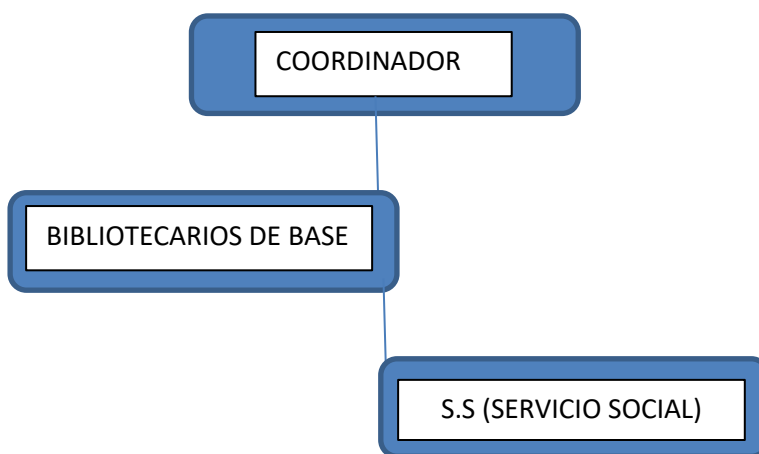 COORDINADOR
BIBLIOTECARIOS DE BASE
S.S (SERVICIO SOCIAL)